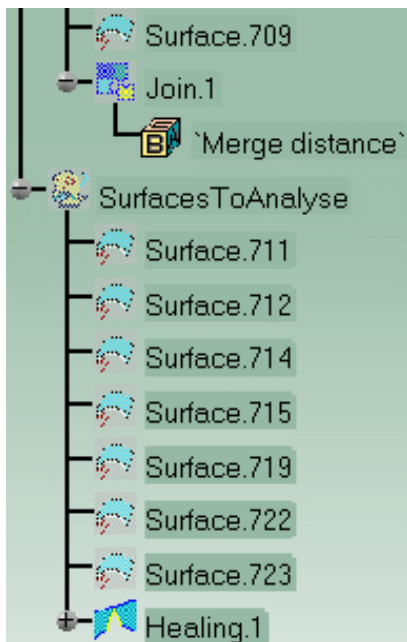 Surface.709
Join.1
`Merge distance`
SurfacesToAnalyse
Surface.711
Surface.712
Surface.714
Surface.715
Surface.719
Surface.722
Surface.723
Healing.1